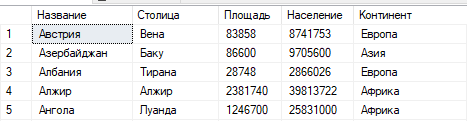 Название Столица Площадь Население Континент
1 Австрия Вена 83858 8741753 Европа
2 Азербайджан Баку 86600 9705600 Азия
3 Албания Тирана 28748 2866026 Европа
4 Алжир Алжир 2381740 39813722 Африка
5 Ангола Луанда 1246700 25831000 Африка